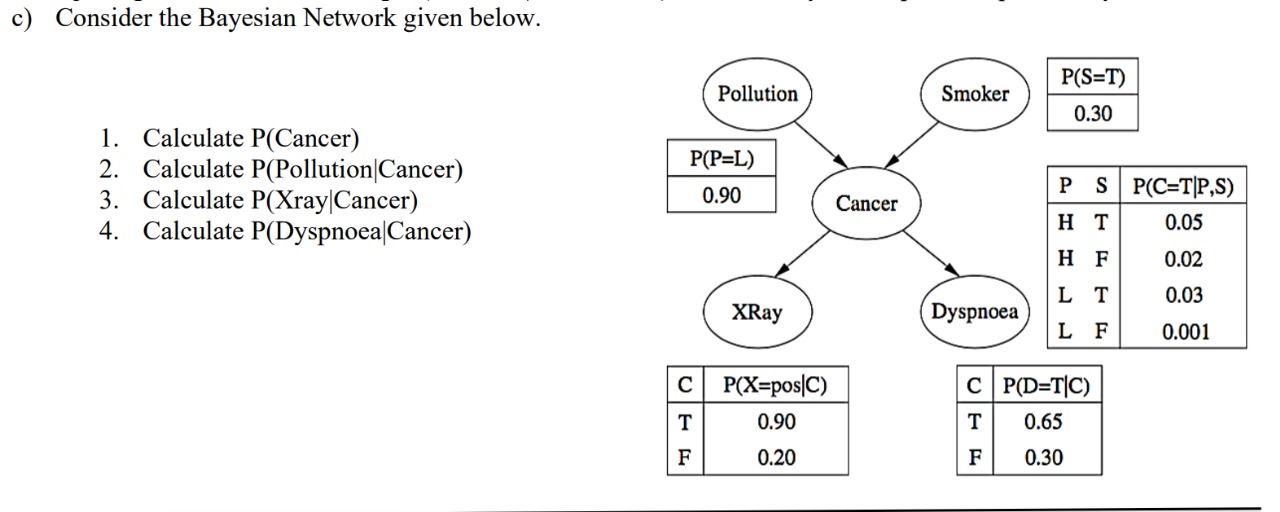 c) Consider the Bayesian Network given below.
1. Calculate P(Cancer)
2. Calculate P(Pollution|Cancer)
3. Calculate P(Xray|Cancer)
4. Calculate P(Dyspnoea|Cancer)
Pollution
Smoker
P(S=T)
0.30
P(P=L)
0.90
Cancer
P S P(C=T|P,S)
H T 0.05
H F 0.02
L T 0.03
L F 0.001
XRay
Dyspnoea
C P(X=pos|C)
T 0.90
F 0.20
C P(D=T|C)
T 0.65
F 0.30